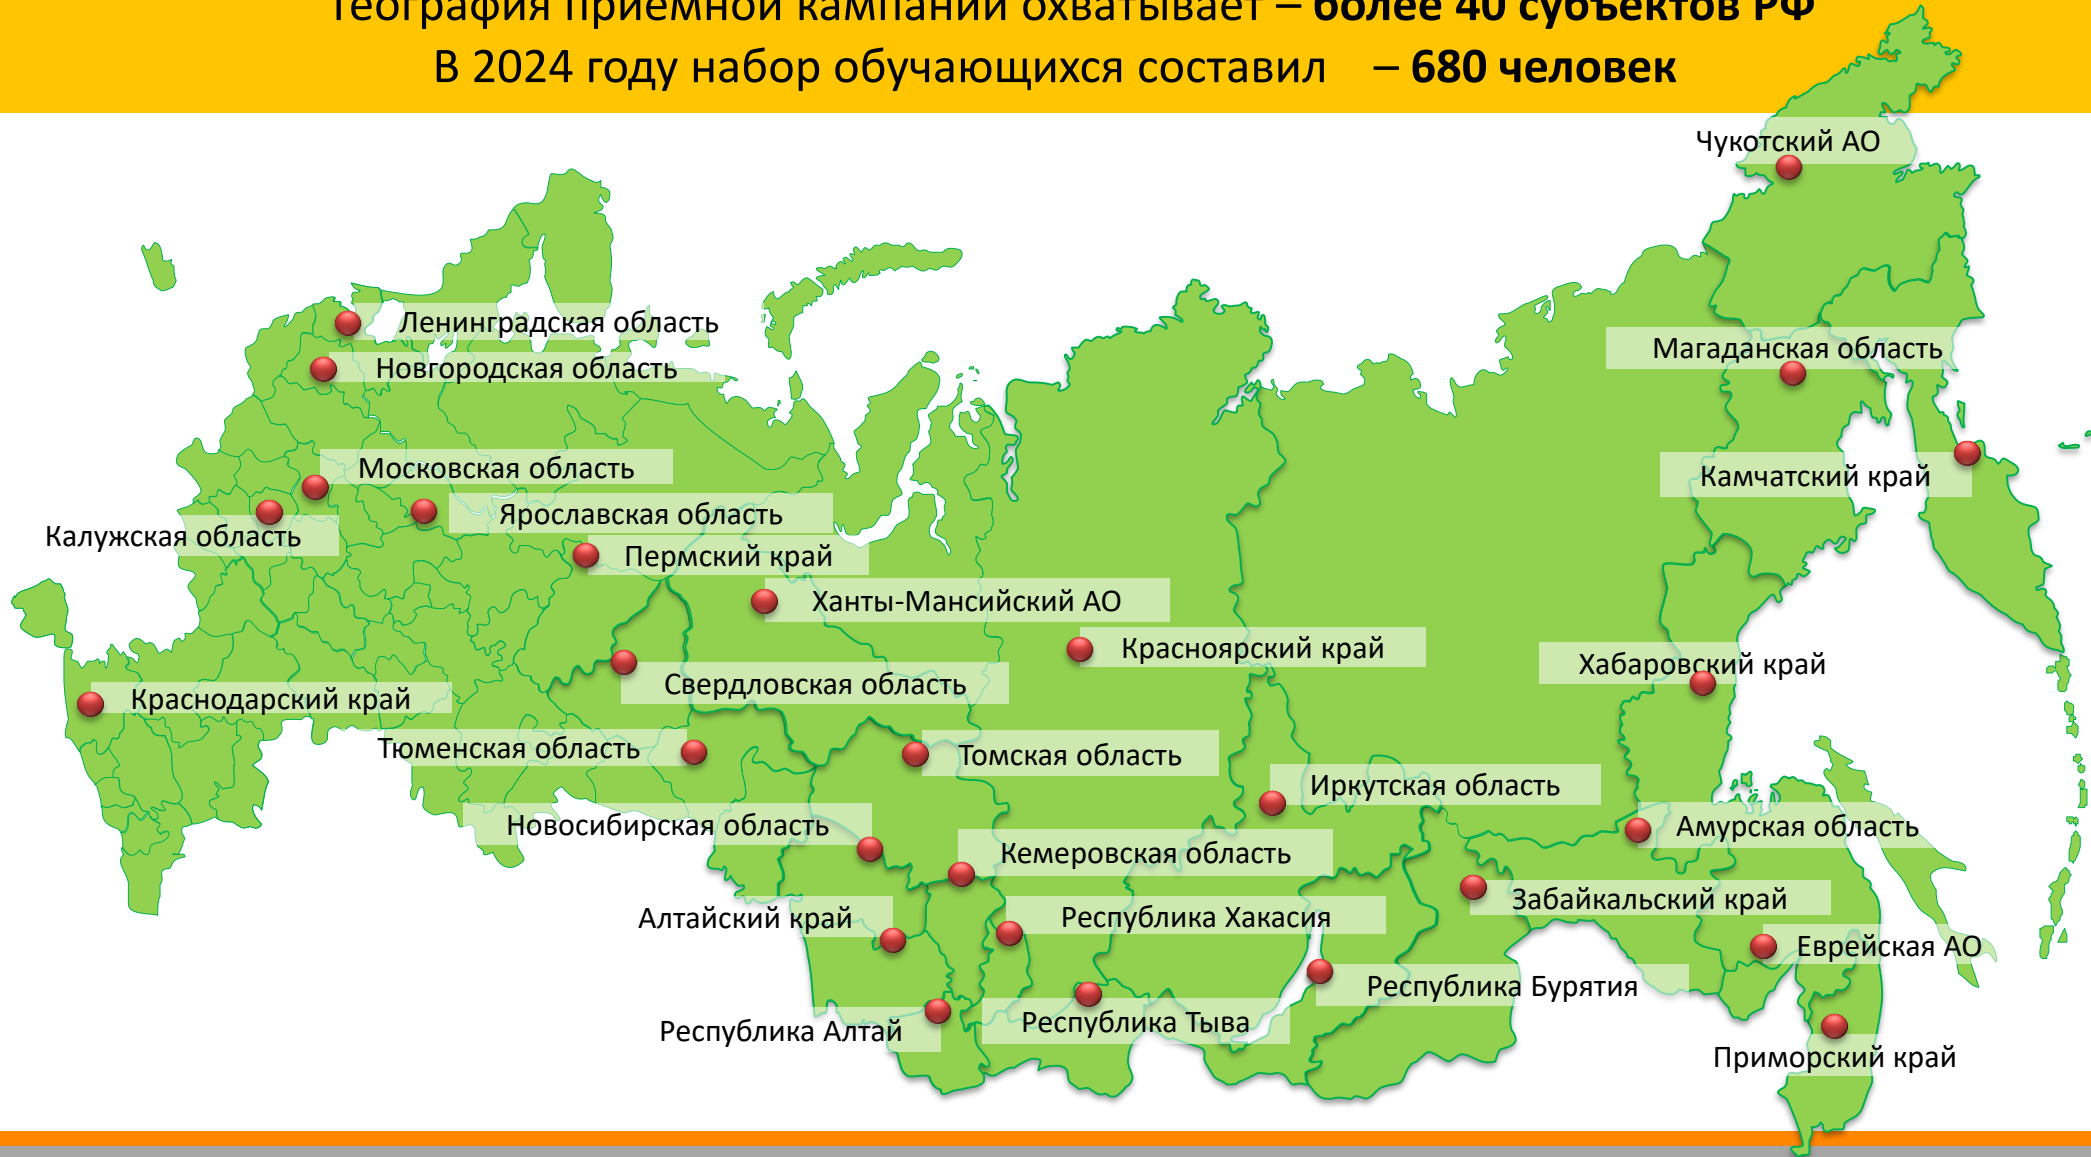 География приемной кампании охватывает – более 40 субъектов РФ
В 2024 году набор обучающихся составил – 680 человек
Чукотский АО
Ленинградская область
Магаданская область
Новгородская область
Московская область
Камчатский край
Ярославская область
Калужская область
Пермский край
Ханты-Мансийский АО
Красноярский край
Хабаровский край
Свердловская область
Краснодарский край
Тюменская область
Томская область
Иркутская область
Новосибирская область
Амурская область
Кемеровская область
Забайкальский край
Алтайский край
Республика Хакасия
Еврейская АО
Республика Бурятия
Республика Тыва
Республика Алтай
Приморский край